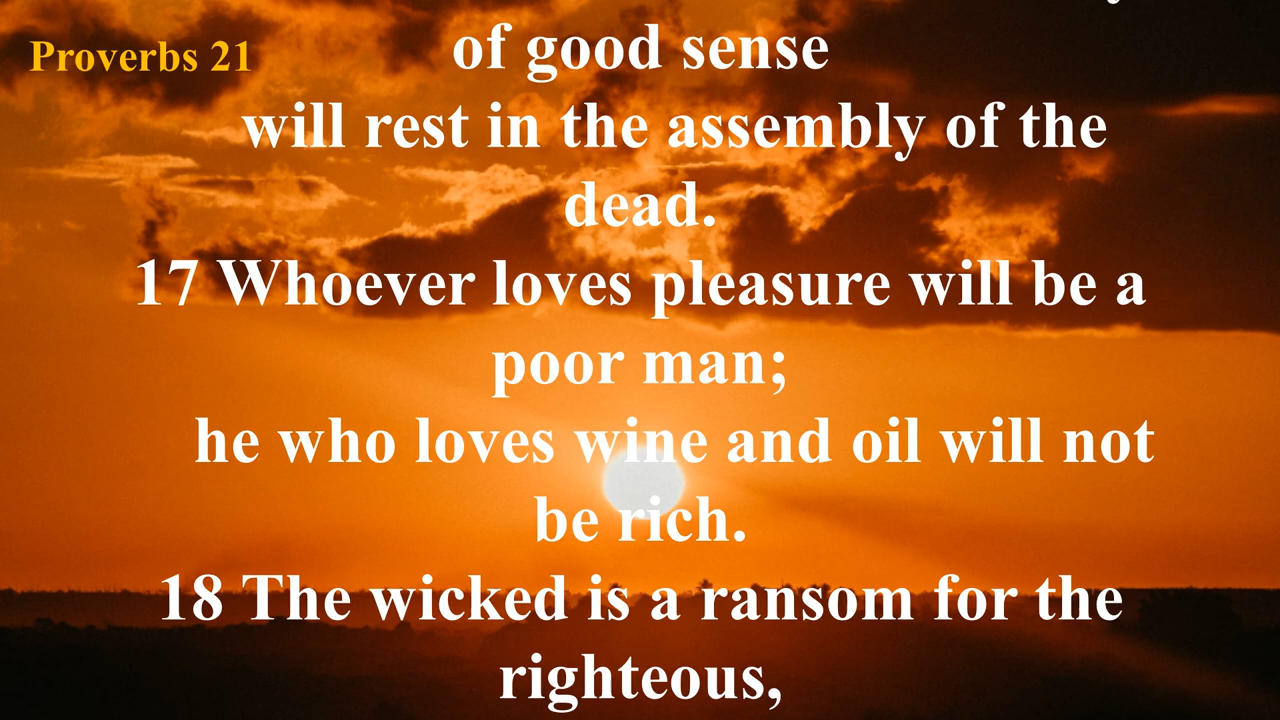 Proverbs 21
of good sense
will rest in the assembly of the
dead.
17 Whoever loves pleasure will be a
poor man;
he who loves wine and oil will not
be rich.
18 The wicked is a ransom for the
righteous,